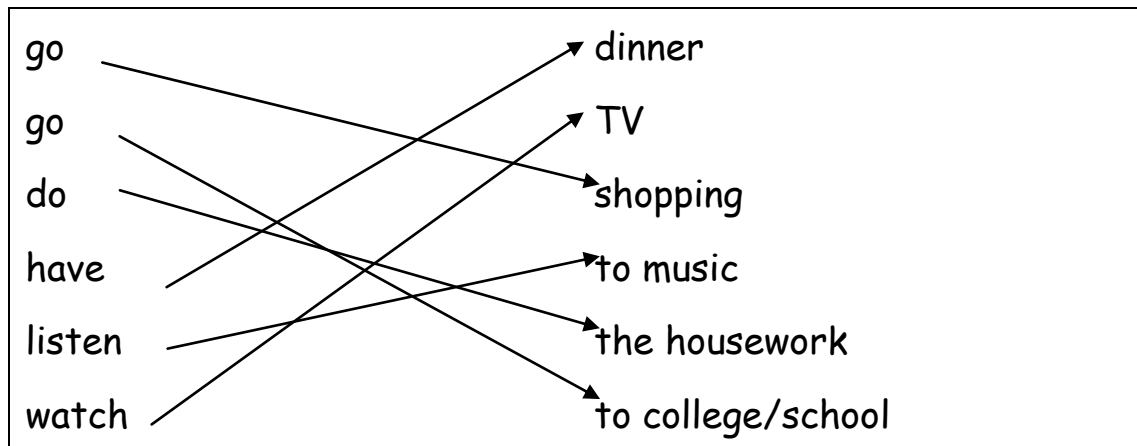 go dinner
go TV
do shopping
have to music
listen the housework
watch to college/school